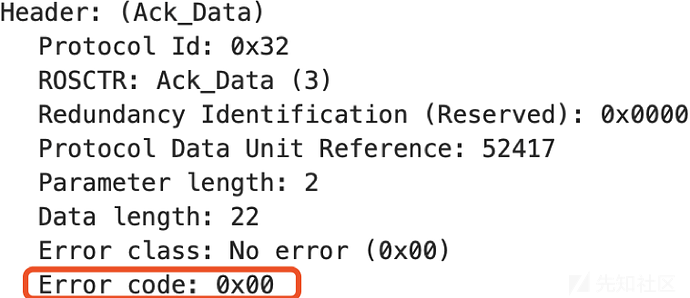 Header: (Ack_Data)
Protocol Id: 0x32
ROSCTR: Ack_Data (3)
Redundancy Identification (Reserved): 0x0000
Protocol Data Unit Reference: 52417
Parameter length: 2
Data length: 22
Error class: No error (0x00)
Error code: 0x00
先知社区